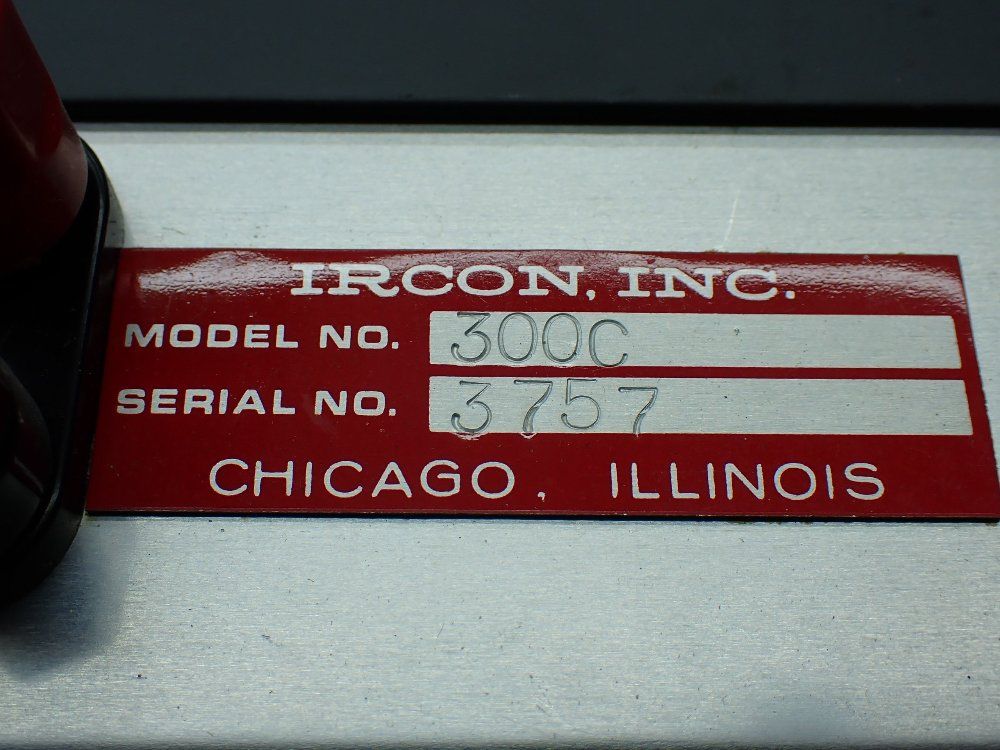 IRCON, INC.
MODEL NO. 300C
SERIAL NO. 3757
CHICAGO, ILLINOIS